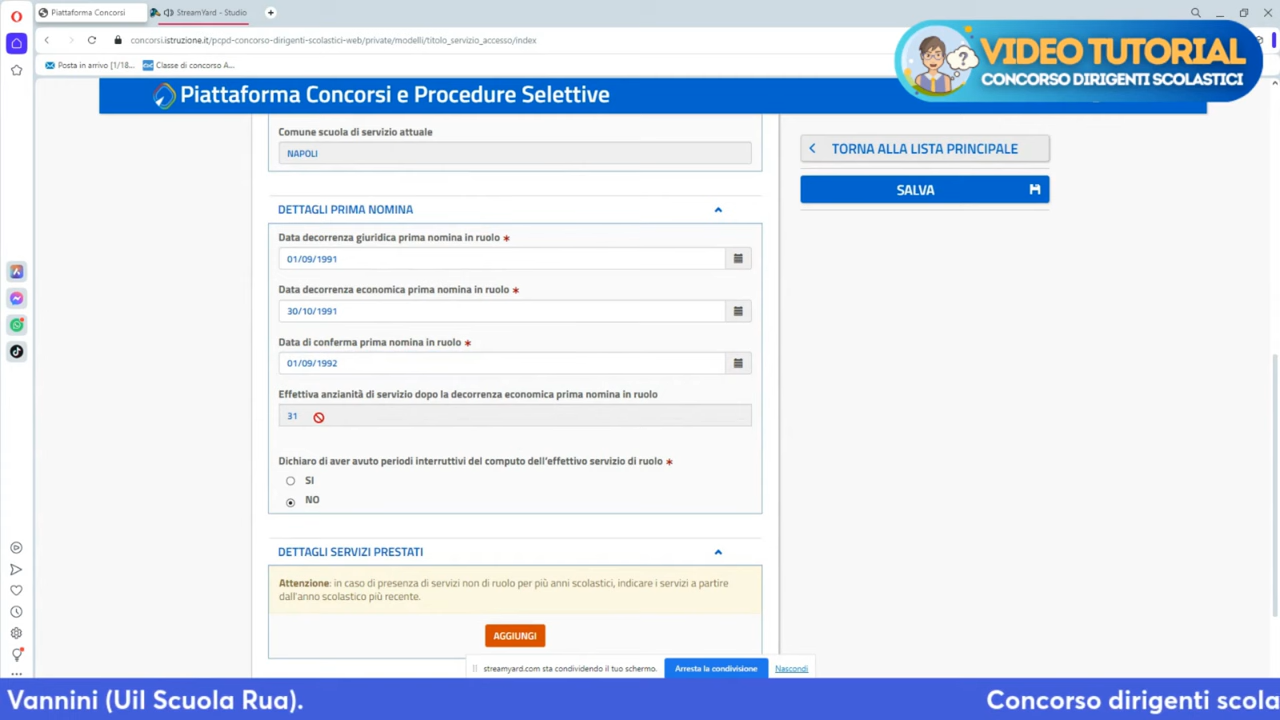 Piattaforma Concorsi
StreamYard - Studio
concorsi.istruzione.it/pcpd-concorso-dirigenti-scolastici-web/private/modelli/titolo_servizio_accesso/index
Posta in arrivo (1/18...
Classe di concorso A...
VIDEO TUTORIAL
CONCORSO DIRIGENTI SCOLASTICI
Piattaforma Concorsi e Procedure Selettive
Comune scuola di servizio attuale
NAPOLI
TORNA ALLA LISTA PRINCIPALE
SALVA
DETTAGLI PRIMA NOMINA
Data decorrenza giuridica prima nomina in ruolo *
01/09/1991
Data decorrenza economica prima nomina in ruolo *
30/10/1991
Data di conferma prima nomina in ruolo *
01/09/1992
Effettiva anzianità di servizio dopo la decorrenza economica prima nomina in ruolo
31
Dichiaro di aver avuto periodi interruttivi del computo dell'effettivo servizio di ruolo *
SI
NO
DETTAGLI SERVIZI PRESTATI
Attenzione: in caso di presenza di servizi non di ruolo per più anni scolastici, indicare i servizi a partire
dall'anno scolastico più recente.
AGGIUNGI
streamyard.com sta condividendo il tuo schermo.
Arresta la condivisione
Nascondi
Vannini (Uil Scuola Rua).
Concorso dirigenti scola